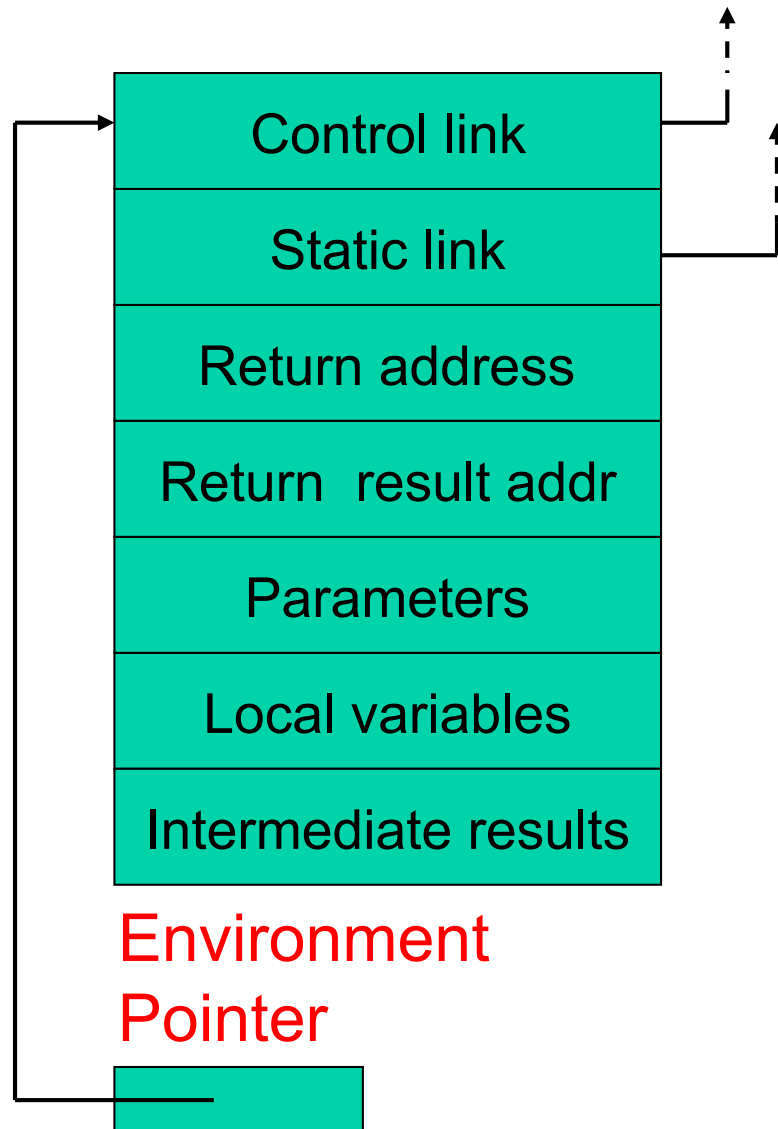 Control link
Static link
Return address
Return  result addr
Parameters
Local variables
Intermediate results
Environment
Pointer